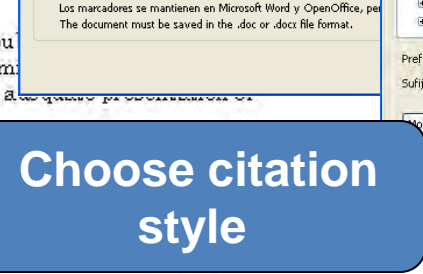 Los marcadores se mantienen en Microsoft Word y OpenOffice, per
The document must be saved in the .doc or .docx file format.
Pref
Sufij
Choose citation
style